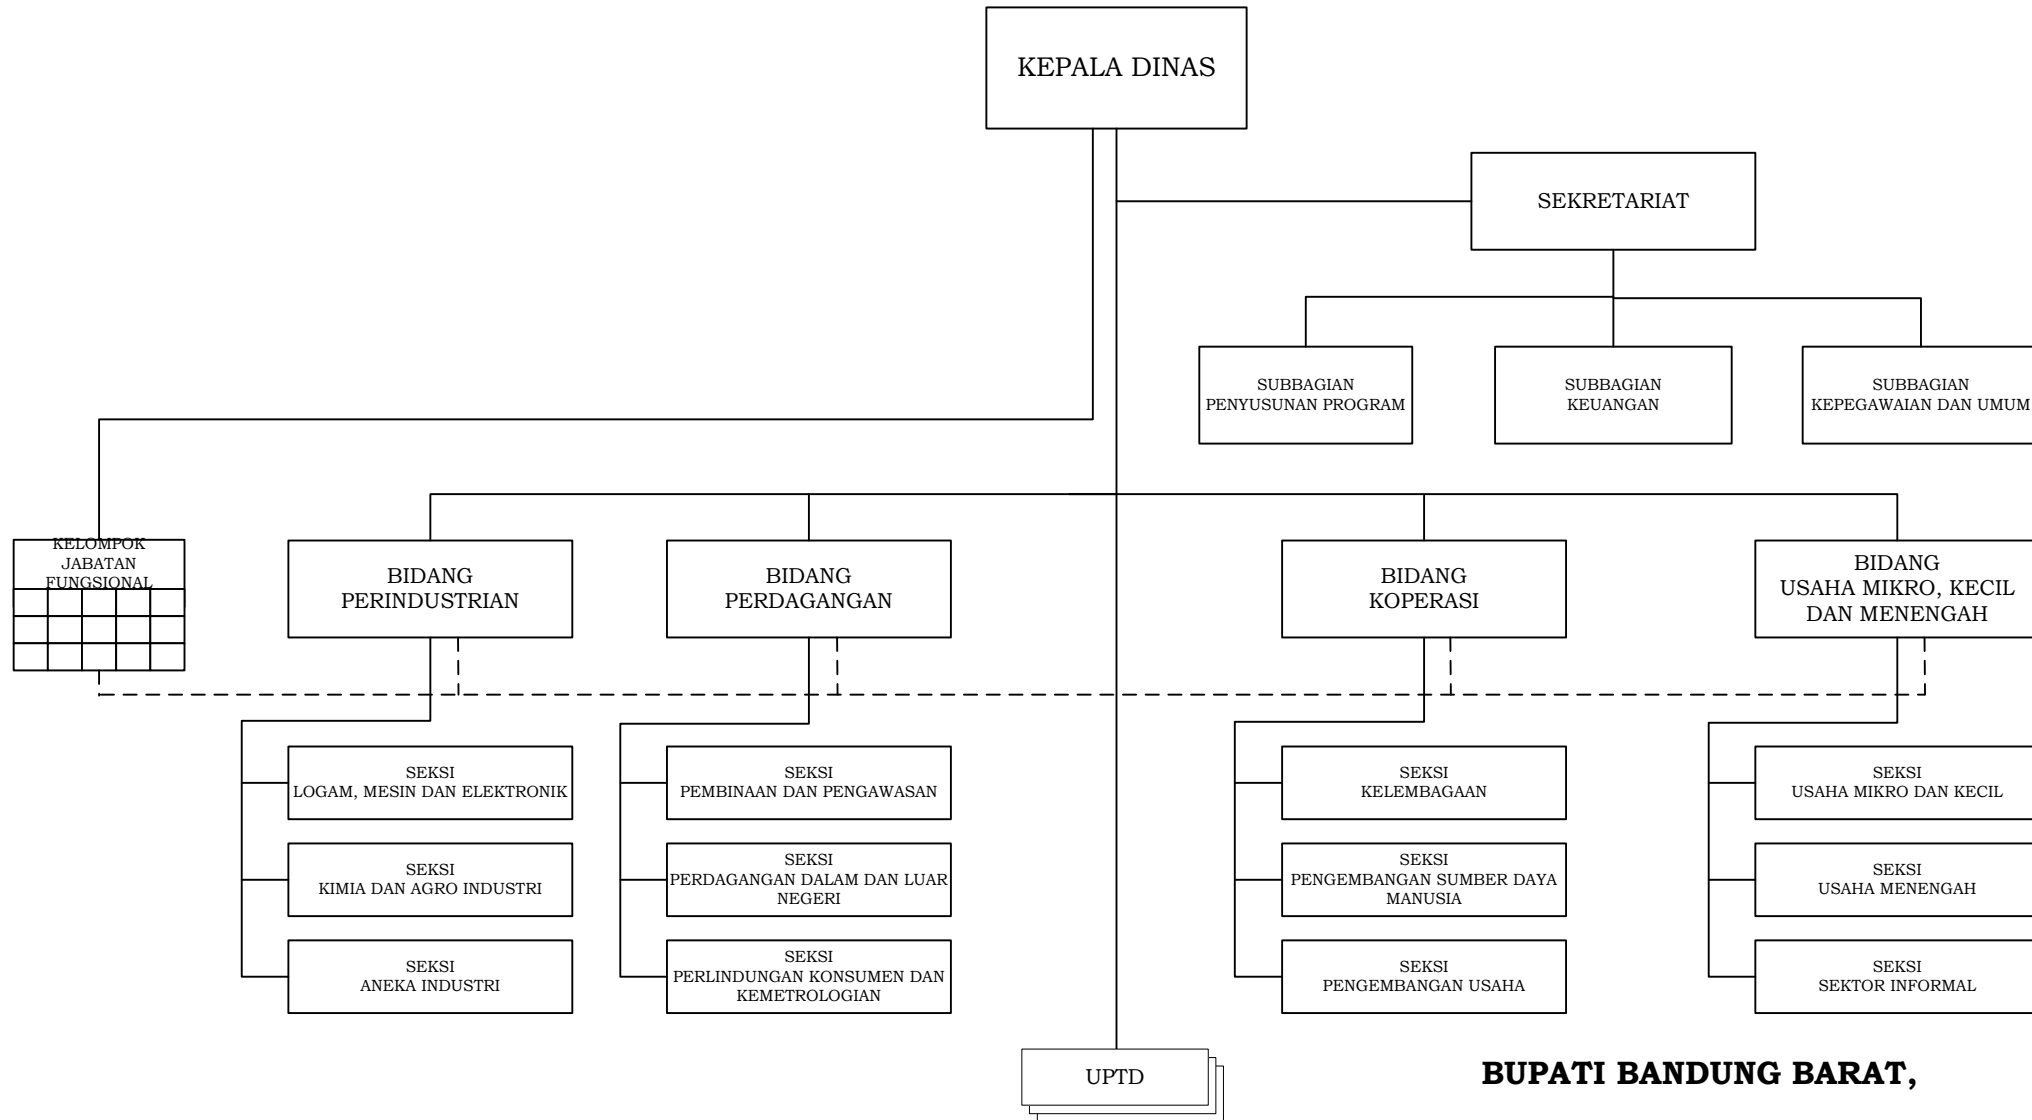 KEPALA DINAS
SEKRETARIAT
SUBBAGIAN
PENYUSUNAN PROGRAM
SUBBAGIAN
KEUANGAN
SUBBAGIAN
KEPEGAWAIAN DAN UMUM
KELOMPOK
JABATAN
FUNGSIONAL
BIDANG
PERINDUSTRIAN
BIDANG
PERDAGANGAN
BIDANG
KOPERASI
BIDANG
USAHA MIKRO, KECIL
DAN MENENGAH
SEKSI
LOGAM, MESIN DAN ELEKTRONIK
SEKSI
PEMBINAAN DAN PENGAWASAN
SEKSI
KELEMBAGAAN
SEKSI
USAHA MIKRO DAN KECIL
SEKSI
KIMIA DAN AGRO INDUSTRI
SEKSI
PERDAGANGAN DALAM DAN LUAR
NEGERI
SEKSI
PENGEMBANGAN SUMBER DAYA
MANUSIA
SEKSI
USAHA MENENGAH
SEKSI
ANEKA INDUSTRI
SEKSI
PERLINDUNGAN KONSUMEN DAN
KEMETROLOGIAN
SEKSI
PENGEMBANGAN USAHA
SEKSI
SEKTOR INFORMAL
UPTD
BUPATI BANDUNG BARAT,